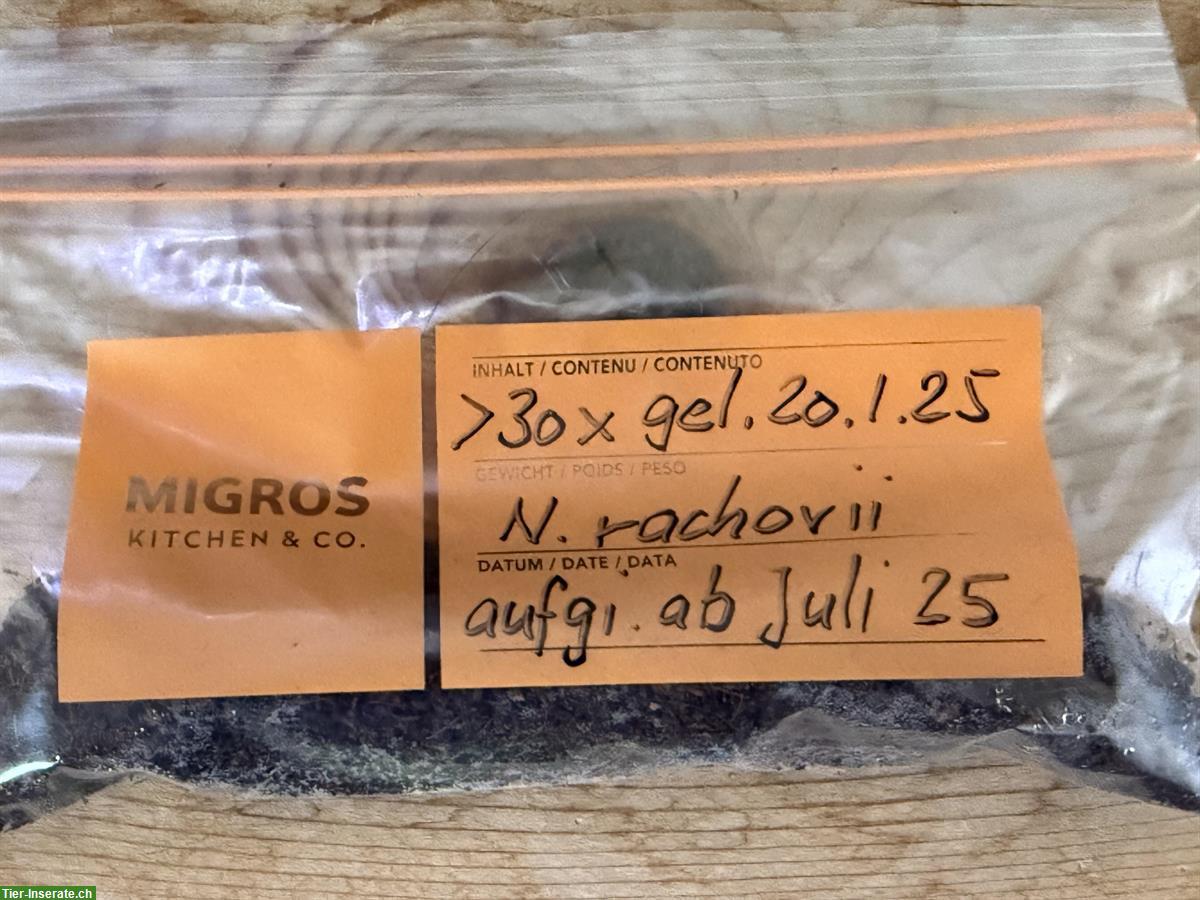 MIGROS
KITCHEN & CO.
INHALT / CONTENU / CONTENUTO
>30x gel. 20.1.25
GEWICHT / POIDS / PESO
N. rachovii
DATUM / DATE / DATA
aufgi. ab Juli 25
Tier-Inserate.ch